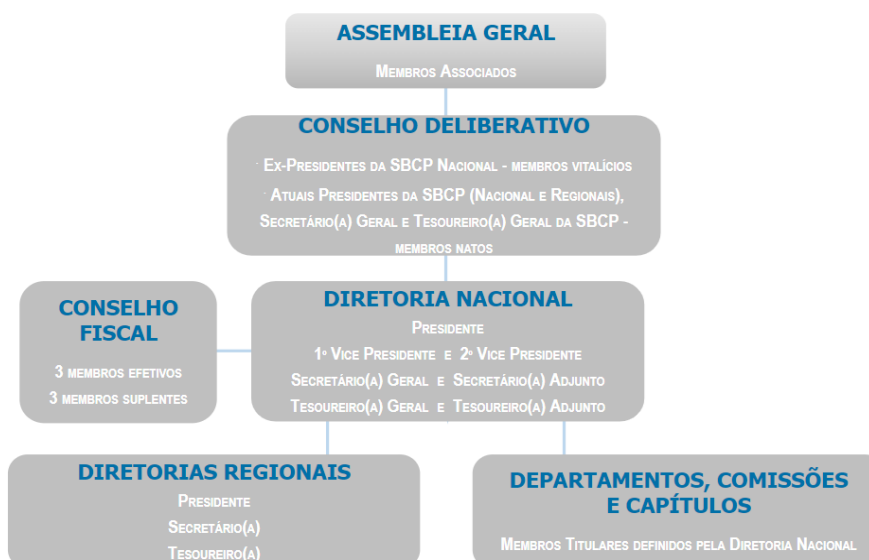 ASSEMBLEIA GERAL
Membros Associados
CONSELHO DELIBERATIVO
· Ex-Presidentes da SBCP Nacional - membros vitalícios
· Atuais Presidentes da SBCP (Nacional e Regionais),
Secretário(a) Geral e Tesoureiro(a) Geral da SBCP -
membros natos
CONSELHO
FISCAL
3 membros efetivos
3 membros suplentes
DIRETORIA NACIONAL
Presidente
1º Vice Presidente e 2º Vice Presidente
Secretário(a) Geral e Secretário(a) Adjunto
Tesoureiro(a) Geral e Tesoureiro(a) Adjunto
DIRETORIAS REGIONAIS
Presidente
Secretário(a)
Tesoureiro(a)
DEPARTAMENTOS, COMISSÕES
E CAPÍTULOS
Membros Titulares definidos pela Diretoria Nacional